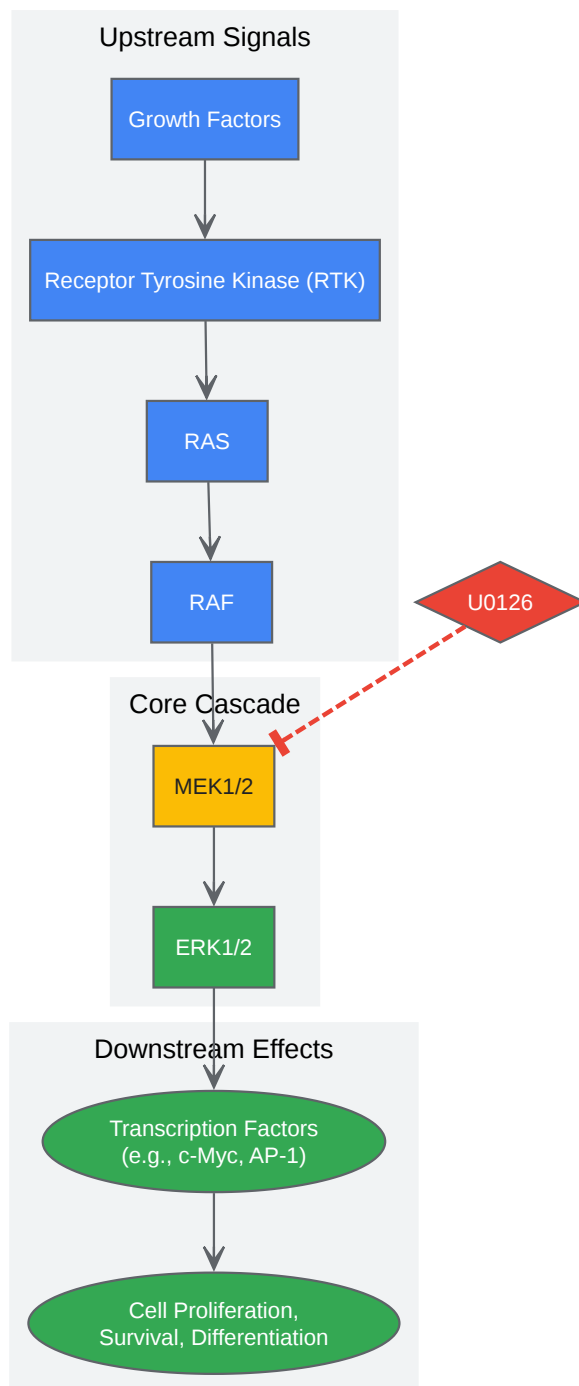 Upstream Signals
Growth Factors
Receptor Tyrosine Kinase (RTK)
RAS
RAF
U0126
Core Cascade
MEK1/2
ERK1/2
Downstream Effects
Transcription Factors
(e.g., c-Myc, AP-1)
Cell Proliferation,
Survival, Differentiation